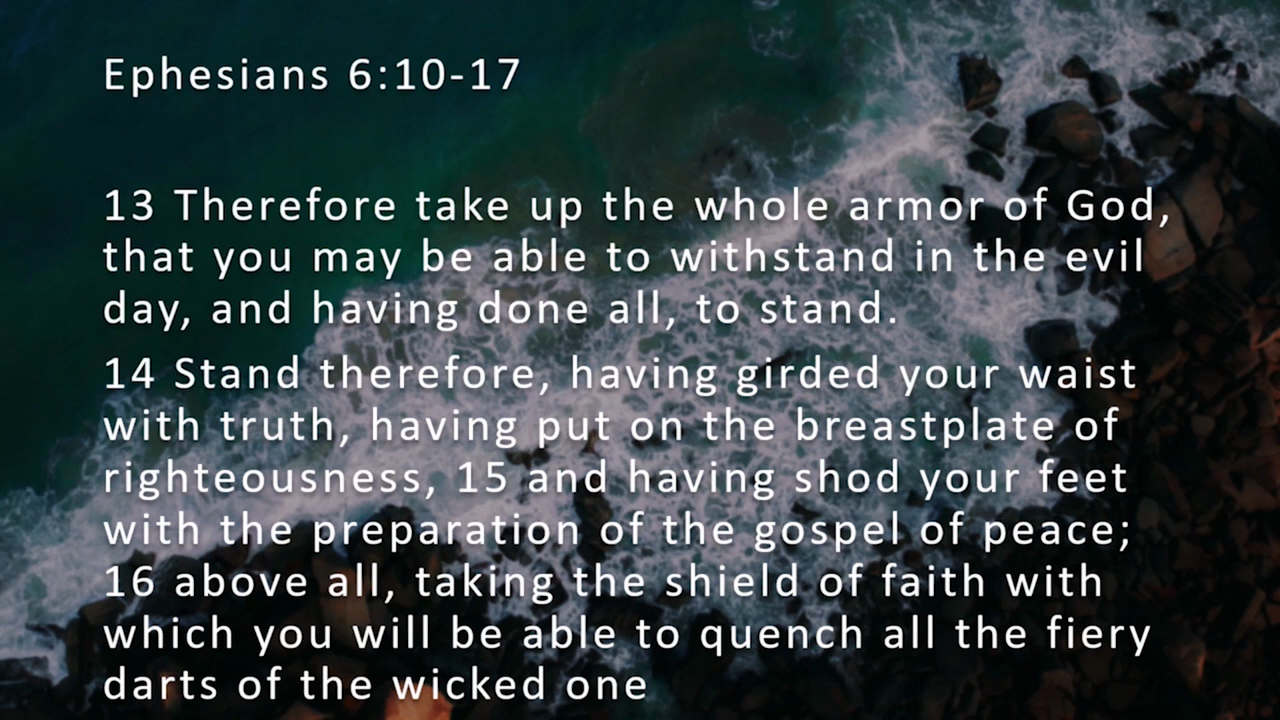 Ephesians 6:10-17
13 Therefore take up the whole armor of God,
that you may be able to withstand in the evil
day, and having done all, to stand.
14 Stand therefore, having girded your waist
with truth, having put on the breastplate of
righteousness, 15 and having shod your feet
with the preparation of the gospel of peace;
16 above all, taking the shield of faith with
which you will be able to quench all the fiery
darts of the wicked one